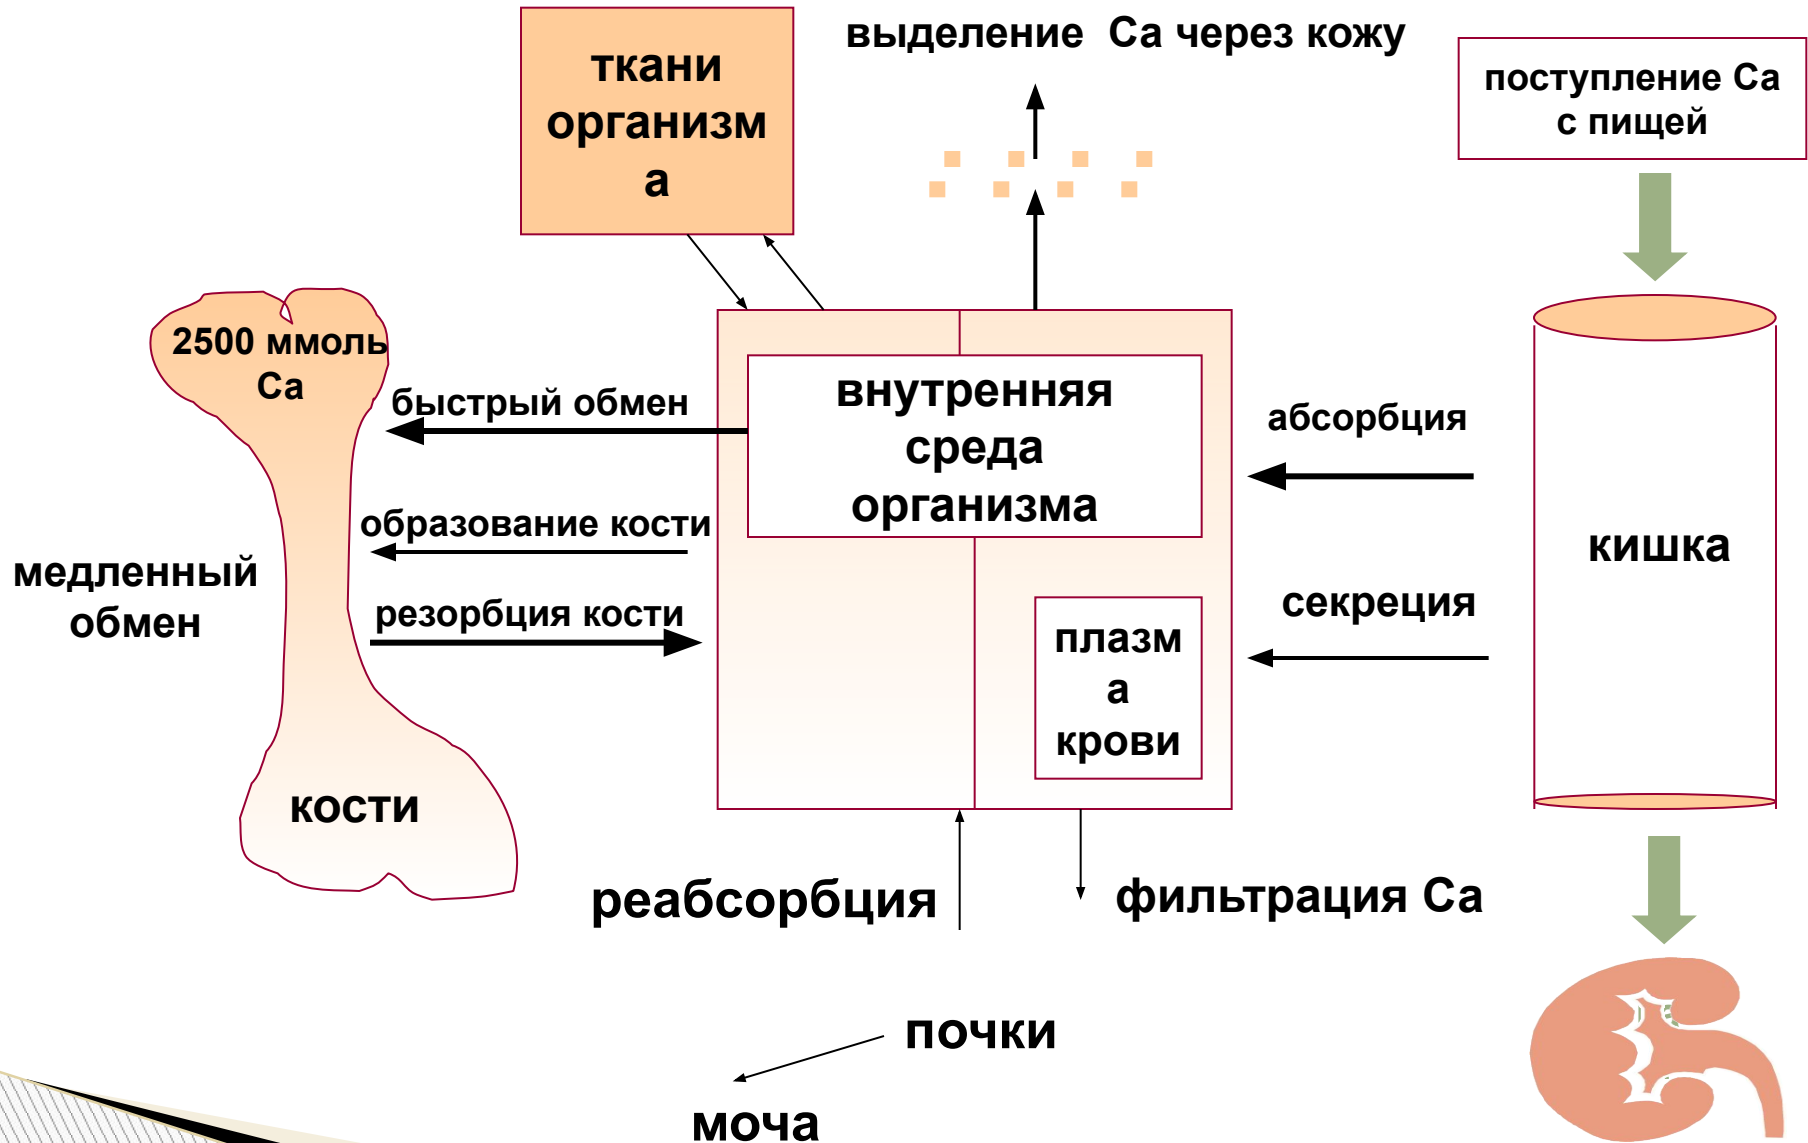 ткани
организм
а
выделение Са через кожу
поступление Са
с пищей
2500 ммоль
Са
быстрый обмен
внутренняя
среда
организма
абсорбция
образование кости
кишка
медленный
обмен
резорбция кости
секреция
плазм
а
крови
кости
реабсорбция
фильтрация Са
почки
моча